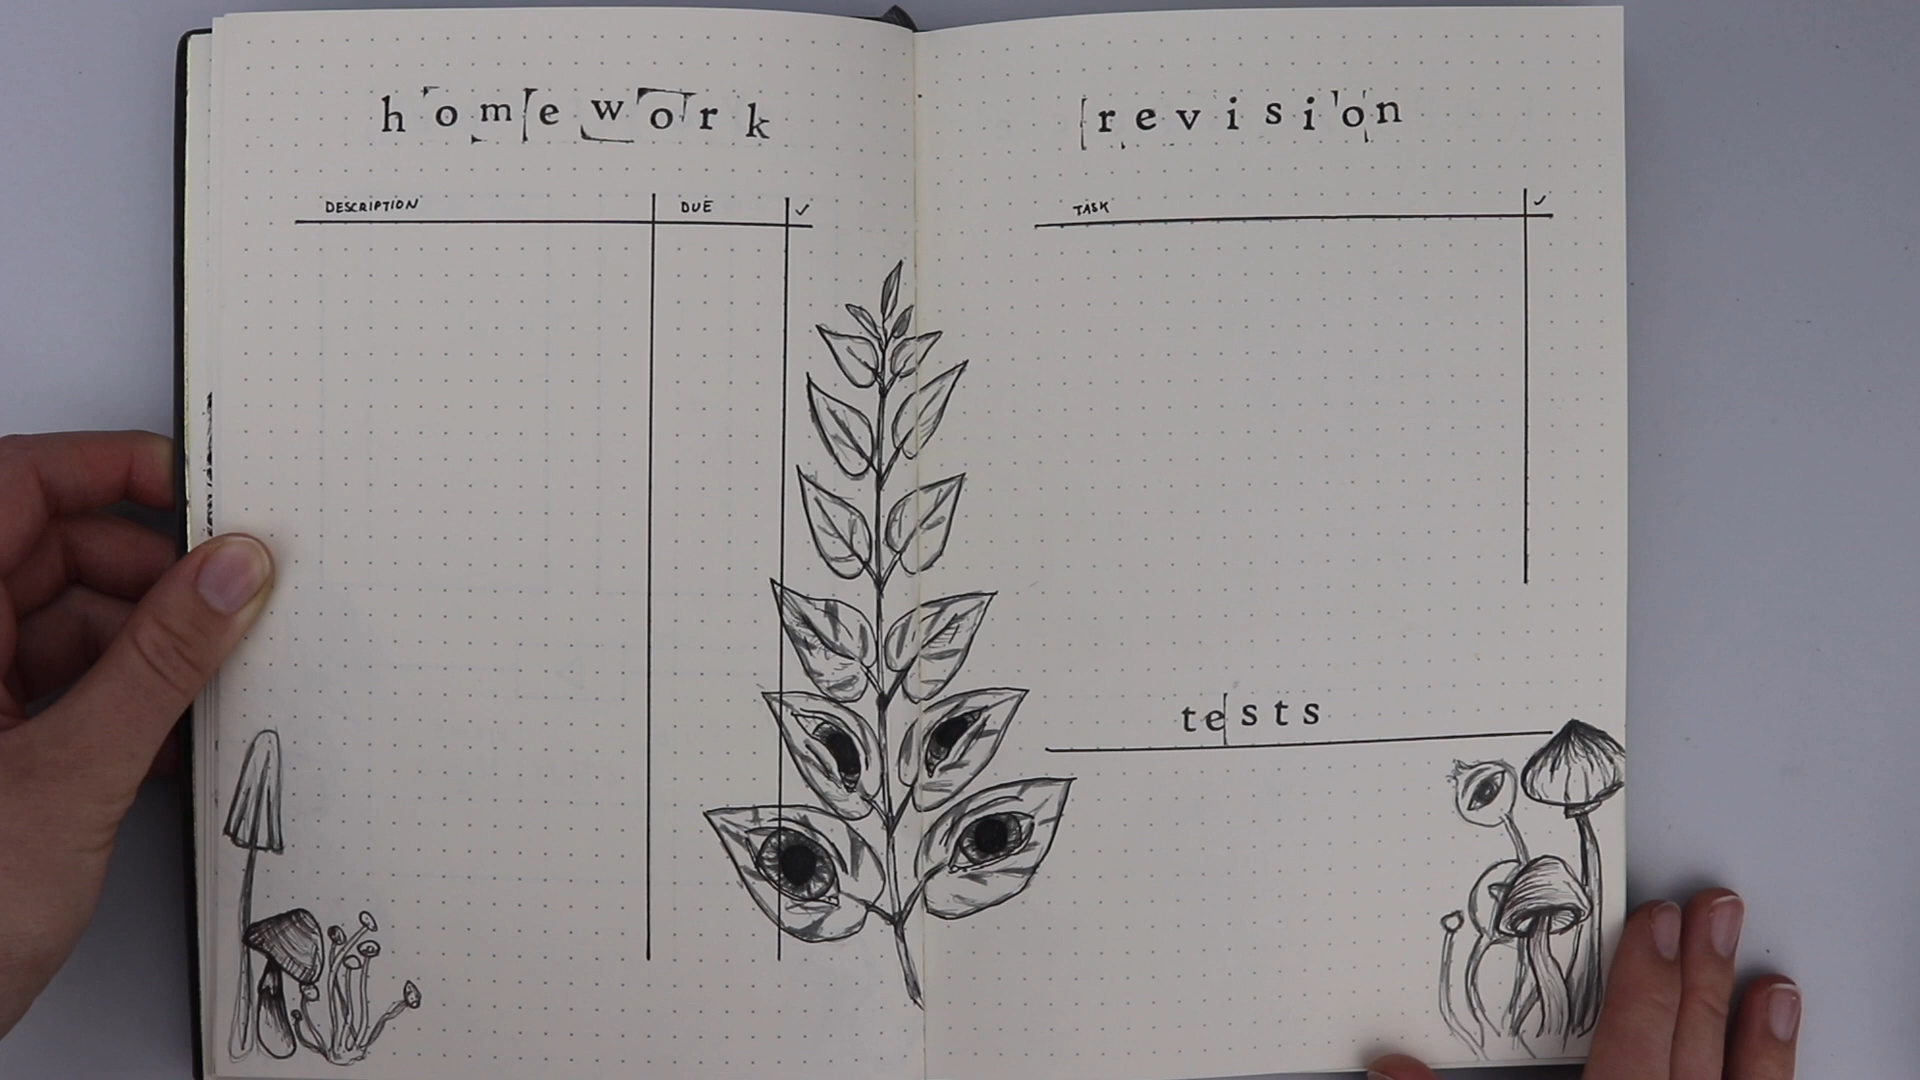 homework
DESCRIPTION DUE ✓
revision
TASK ✓
tests